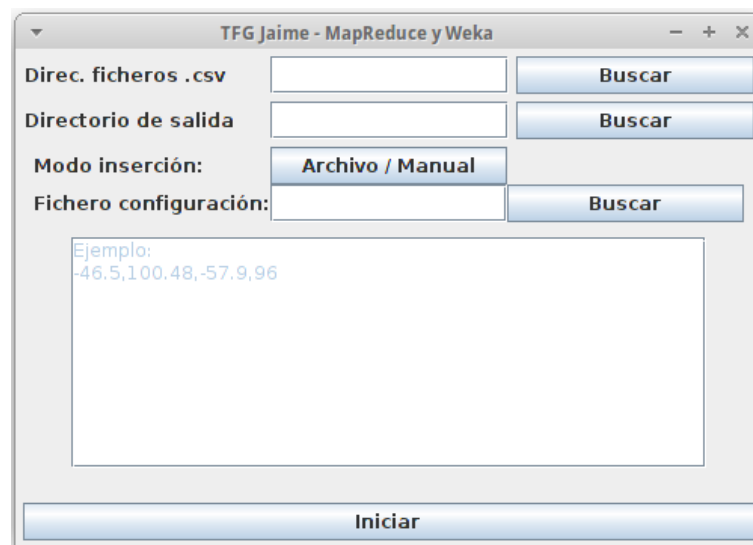 TFG Jaime - MapReduce y Weka
Direc. ficheros .csv Buscar
Directorio de salida Buscar
Modo inserción: Archivo / Manual
Fichero configuración: Buscar
Ejemplo:
-46.5,100.48,-57.9,96
Iniciar